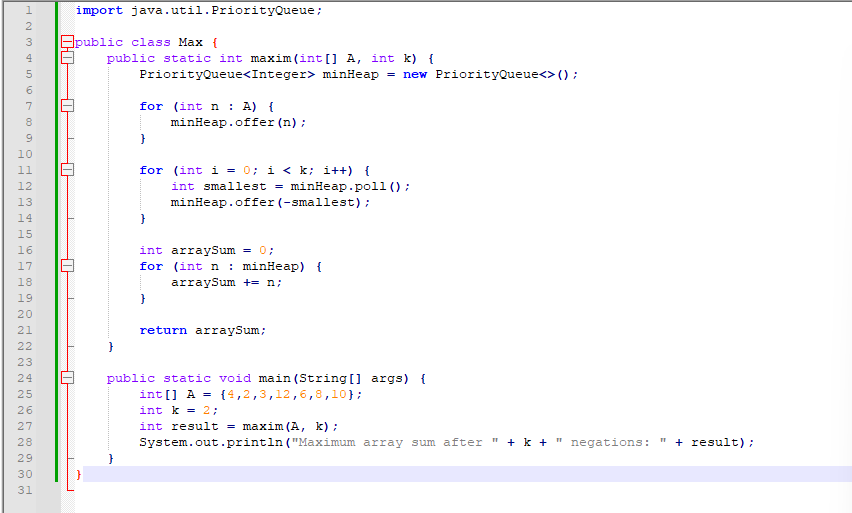 1 import java.util.PriorityQueue;
2
3 public class Max {
4     public static int maxim(int[] A, int k) {
5         PriorityQueue<Integer> minHeap = new PriorityQueue<>();
6
7         for (int n : A) {
8             minHeap.offer(n);
9         }
10
11         for (int i = 0; i < k; i++) {
12             int smallest = minHeap.poll();
13             minHeap.offer(-smallest);
14         }
15
16         int arraySum = 0;
17         for (int n : minHeap) {
18             arraySum += n;
19         }
20
21         return arraySum;
22     }
23
24     public static void main(String[] args) {
25         int[] A = {4,2,3,12,6,8,10};
26         int k = 2;
27         int result = maxim(A, k);
28         System.out.println("Maximum array sum after " + k + " negations: " + result);
29     }
30 }
31